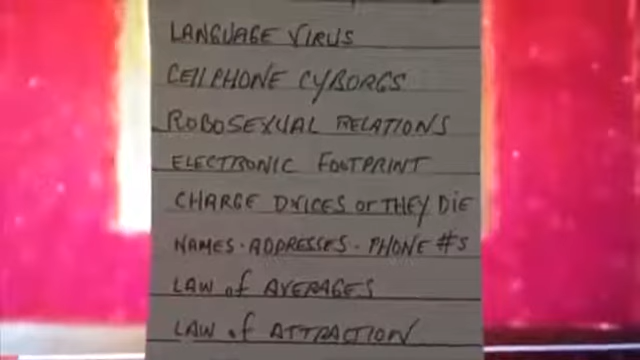 LANGUAGE VIRUS
CELLPHONE CYBORGS
ROBOSEXUAL RELATIONS
ELECTRONIC FOOTPRINT
CHARGE DVICES or THEY DIE
NAMES - ADDRESSES - PHONE #S
LAW of AVERAGES
LAW of ATTRACTION